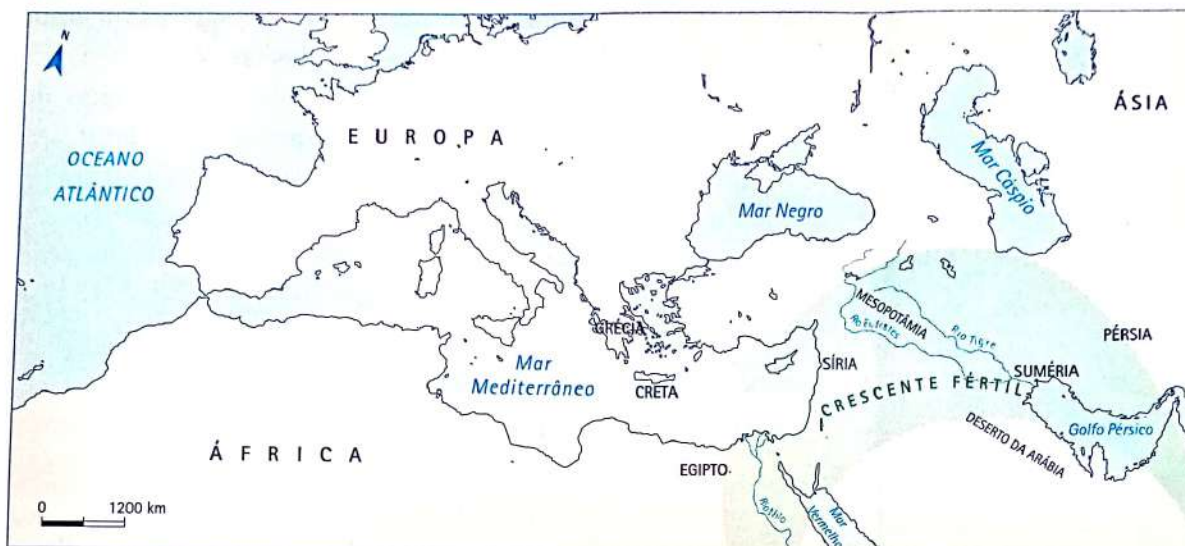 N
ÁSIA
EUROPA
OCEANO
ATLÂNTICO
Mar Cáspio
Mar Negro
MESOPOTÂMIA
Rio Eufrates
Rio Tigre
PÉRSIA
GRÉCIA
SÍRIA
SUMÉRIA
Mar
Mediterrâneo
CRETA
CRESCENTE FÉRTIL
Golfo Pérsico
DESERTO DA ARÁBIA
ÁFRICA
EGIPTO
Rio Nilo
Mar
Vermelho
0 1200 km